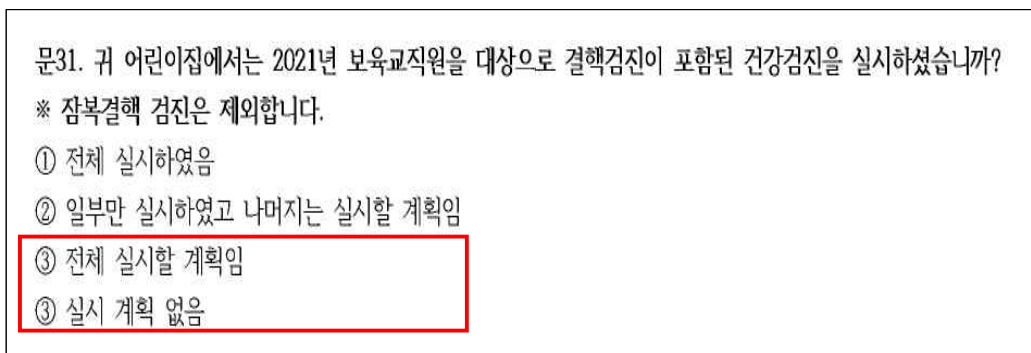 문31. 귀 어린이집에서는 2021년 보육교직원을 대상으로 결핵검진이 포함된 건강검진을 실시하셨습니까?
※ 잠복결핵 검진은 제외합니다.
① 전체 실시하였음
② 일부만 실시하였고 나머지는 실시할 계획임
③ 전체 실시할 계획임
③ 실시 계획 없음